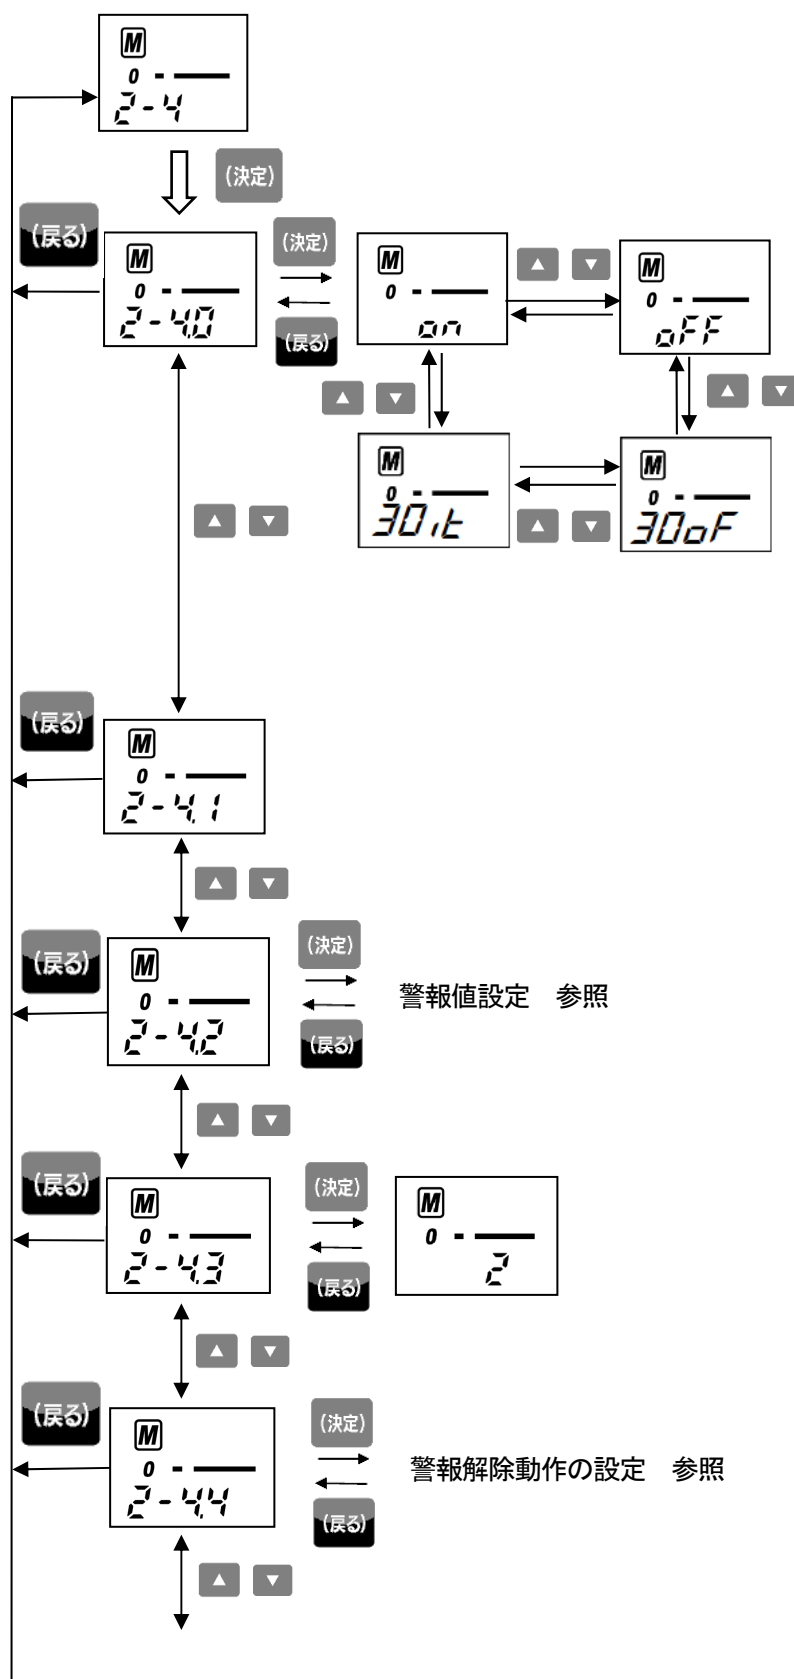 M
0
2-4
(決定)
(戻る)
M
0
2-4.0
(決定)
(戻る)
M
0
on
▲ ▼
M
0
oFF
▲ ▼
▲ ▼
M
0
30it
▲ ▼
M
0
30oF
▲ ▼
(戻る)
M
0
2-4.1
▲ ▼
(戻る)
M
0
2-4.2
(決定)
(戻る)
警報値設定 参照
▲ ▼
(戻る)
M
0
2-4.3
(決定)
(戻る)
M
0
2
▲ ▼
(戻る)
M
0
2-4.4
(決定)
(戻る)
警報解除動作の設定 参照
▲ ▼